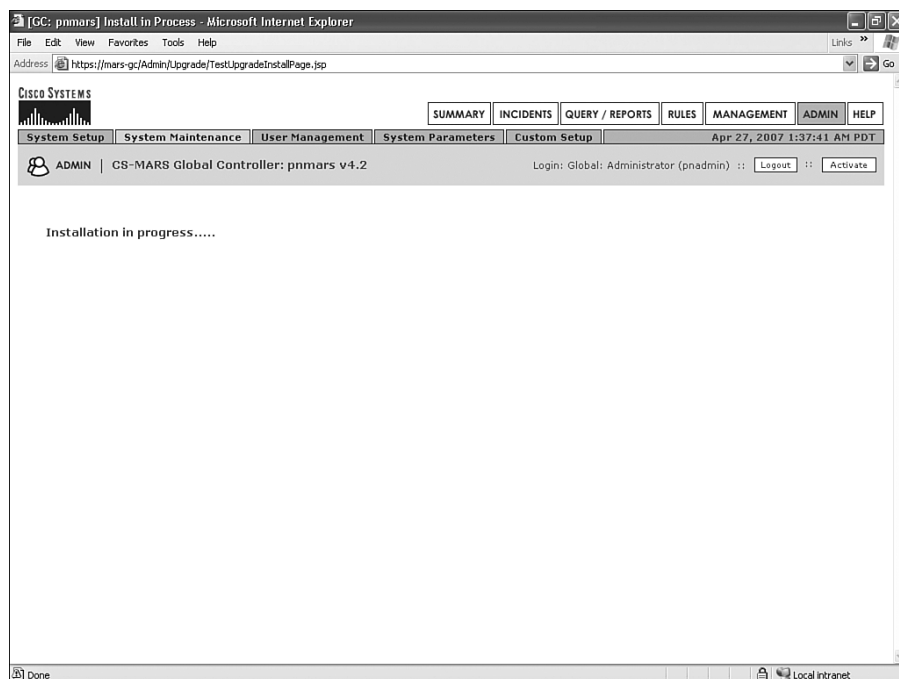 [GC: pnmars] Install in Process - Microsoft Internet Explorer
File Edit View Favorites Tools Help Links »
Address https://mars-gc/Admin/Upgrade/TestUpgradeInstallPage.jsp Go
CISCO SYSTEMS
SUMMARY INCIDENTS QUERY / REPORTS RULES MANAGEMENT ADMIN HELP
System Setup System Maintenance User Management System Parameters Custom Setup Apr 27, 2007 1:37:41 AM PDT
ADMIN | CS-MARS Global Controller: pnmars v4.2 Login: Global: Administrator (pnadmin) :: Logout :: Activate
Installation in progress.....
Done Local intranet